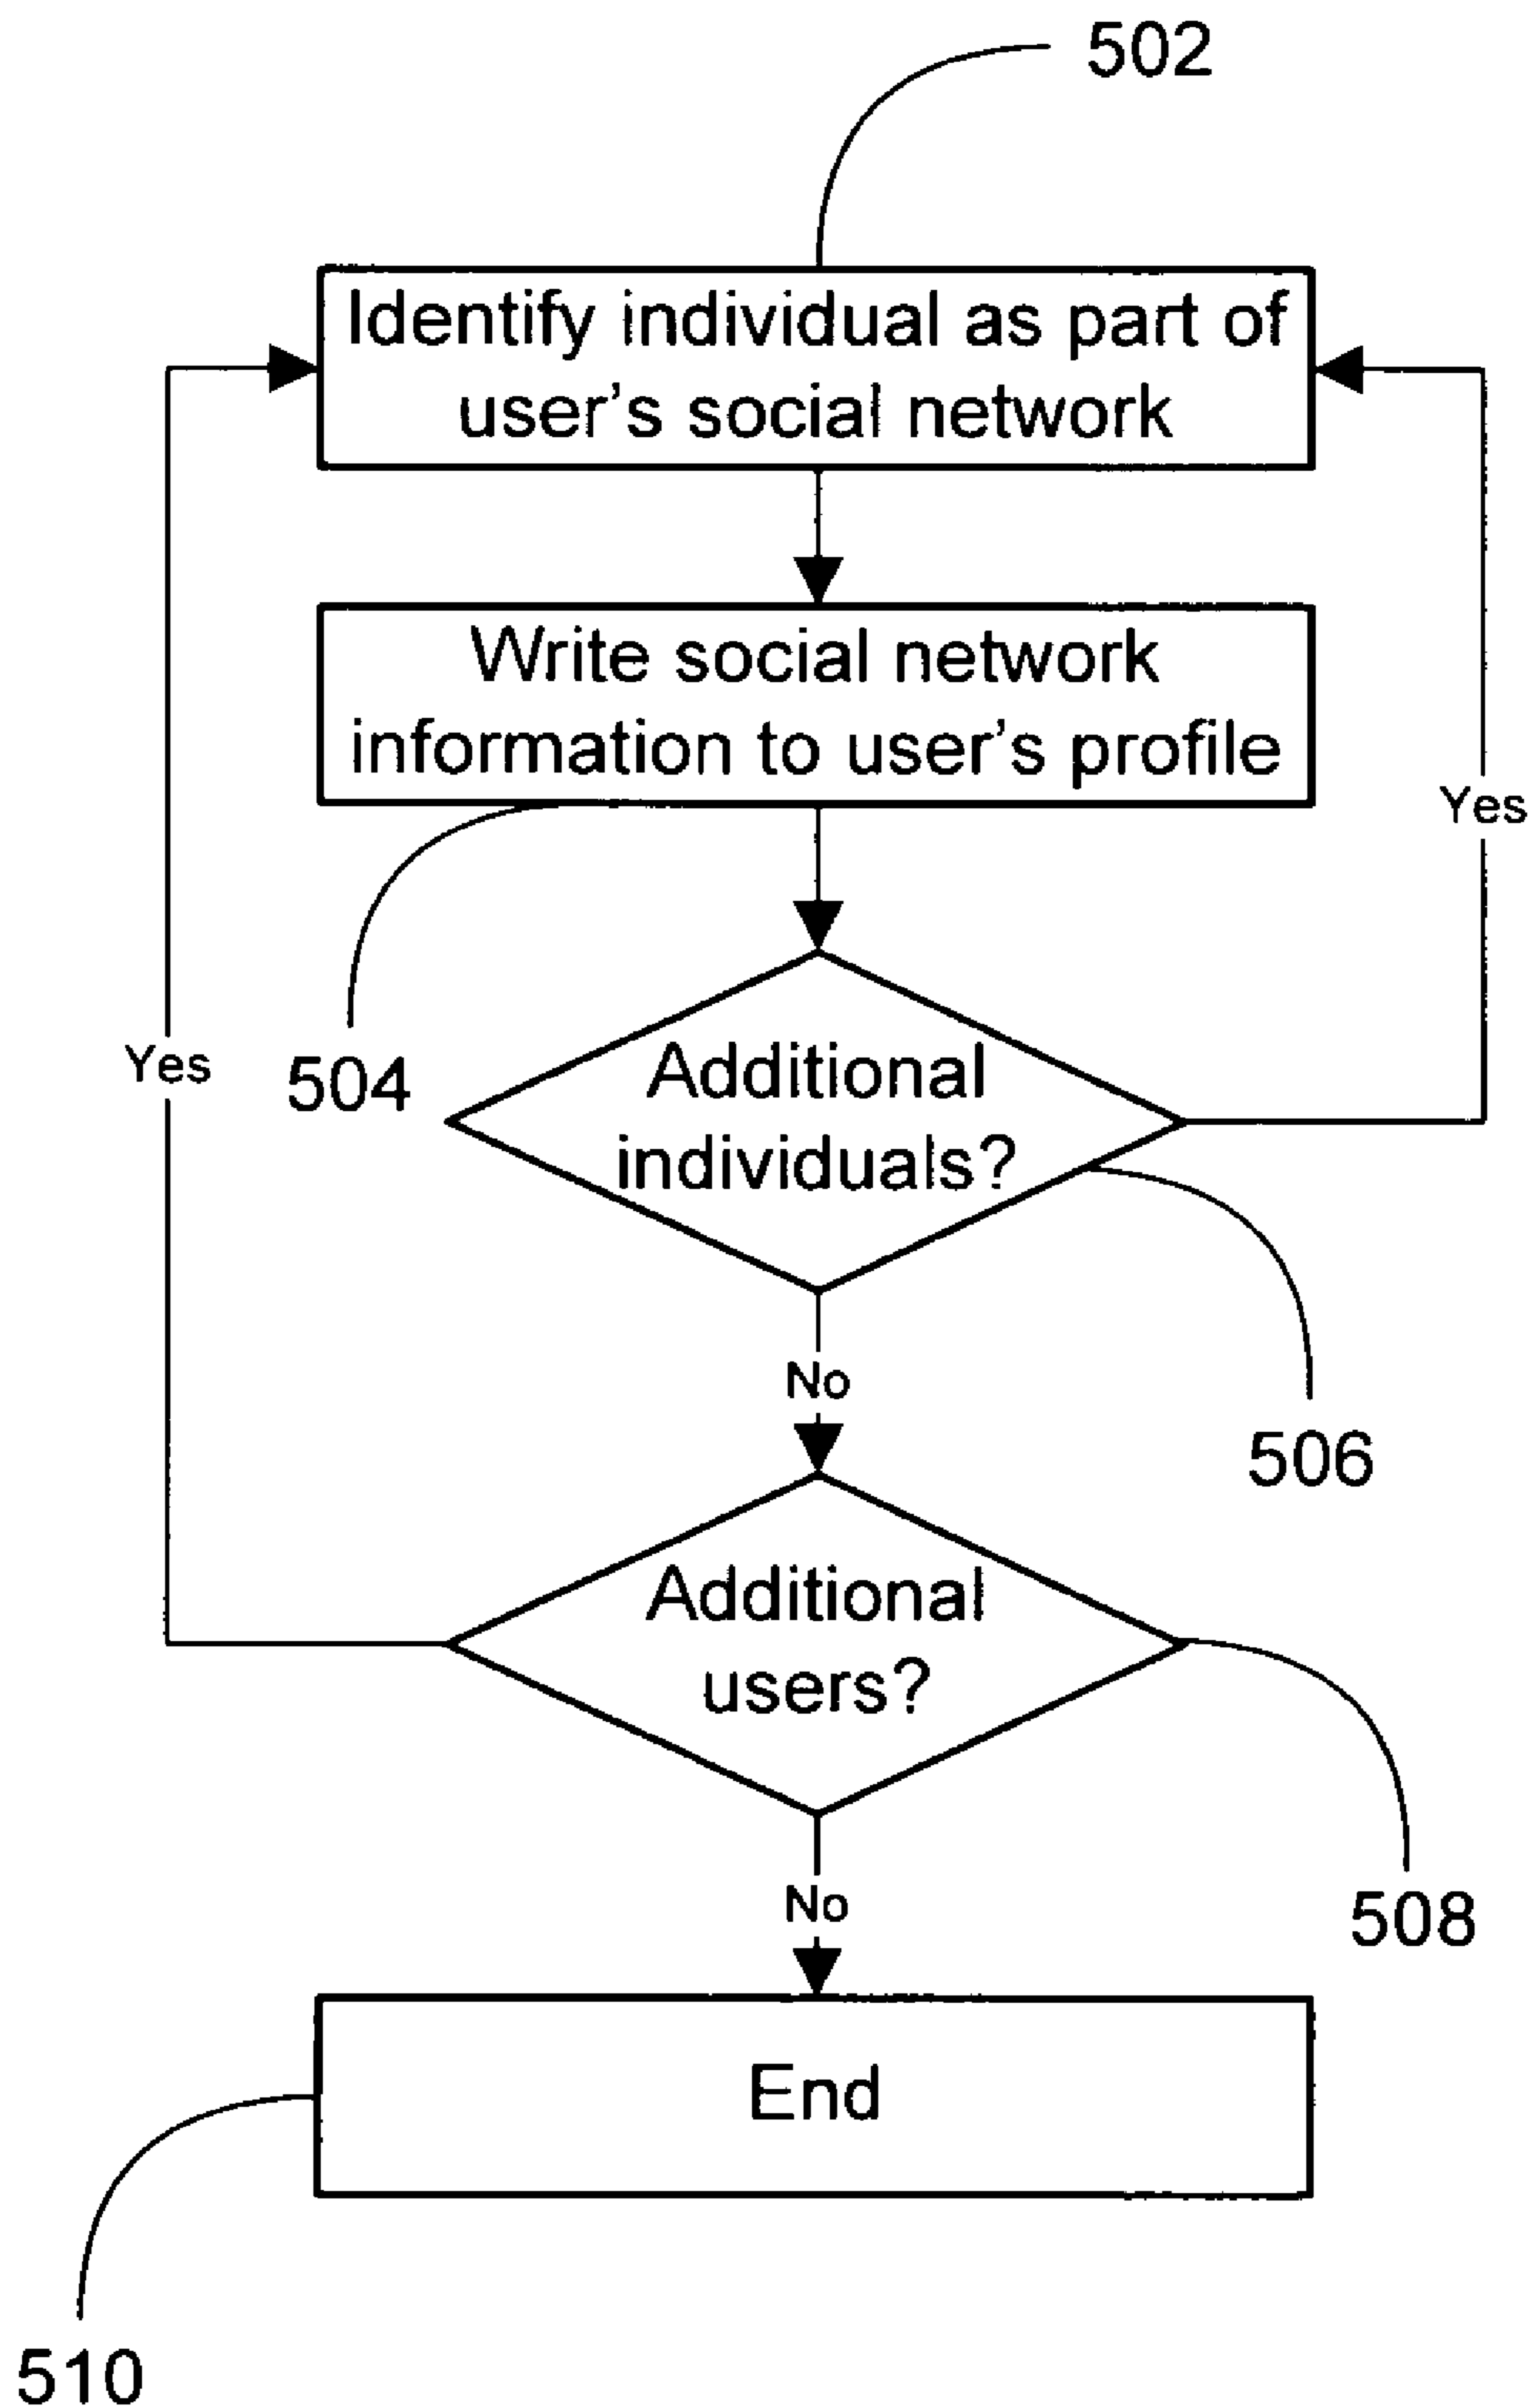 502
Identify individual as part of
user's social network
Write social network
information to user's profile
Yes
Yes
504
Additional
individuals?
No
506
Additional
users?
No
508
End
510